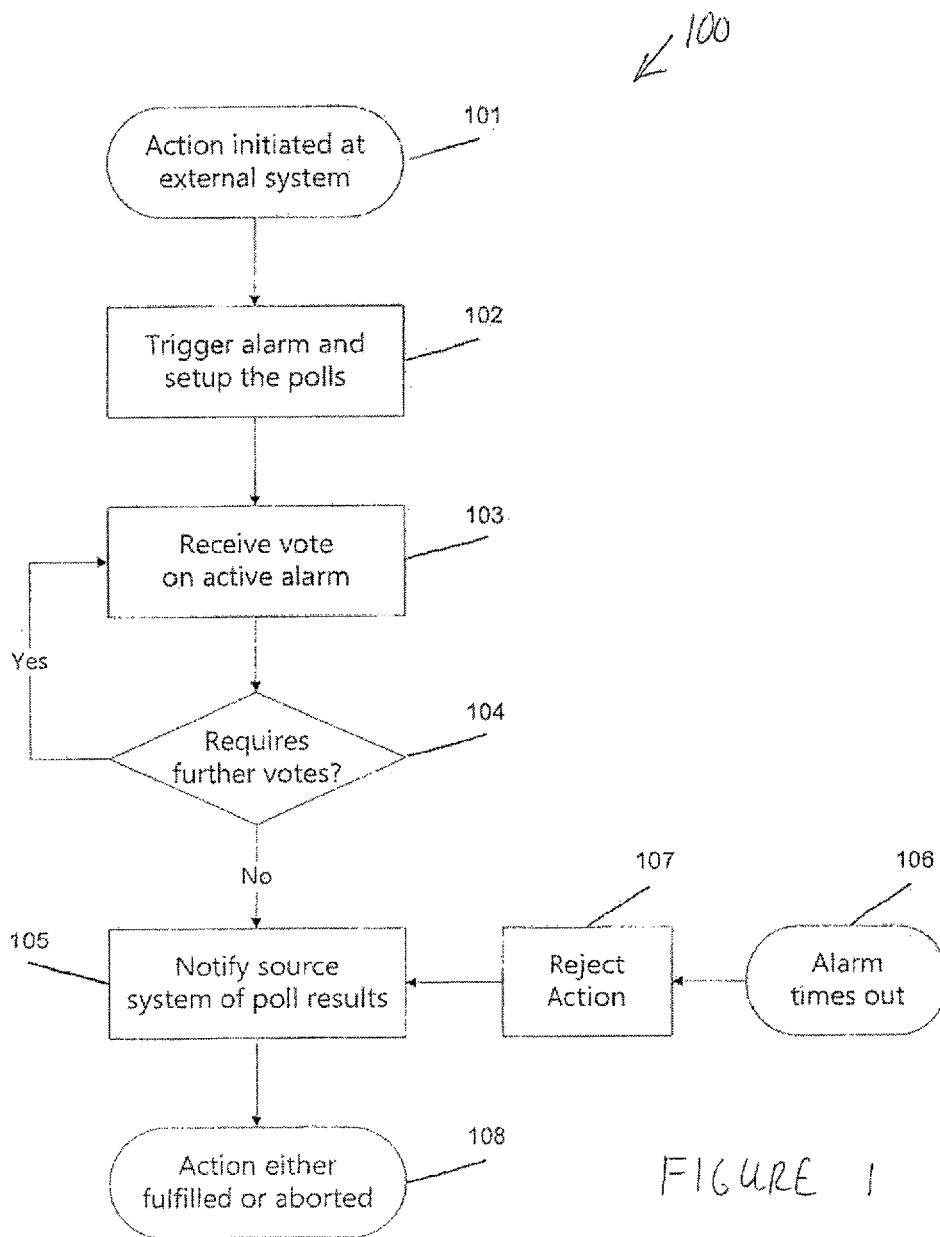 100
101
Action initiated at
external system
102
Trigger alarm and
setup the polls
103
Receive vote
on active alarm
Yes
104
Requires
further votes?
No
107
106
105
Notify source
system of poll results
Reject
Action
Alarm
times out
108
Action either
fulfilled or aborted
FIGURE 1